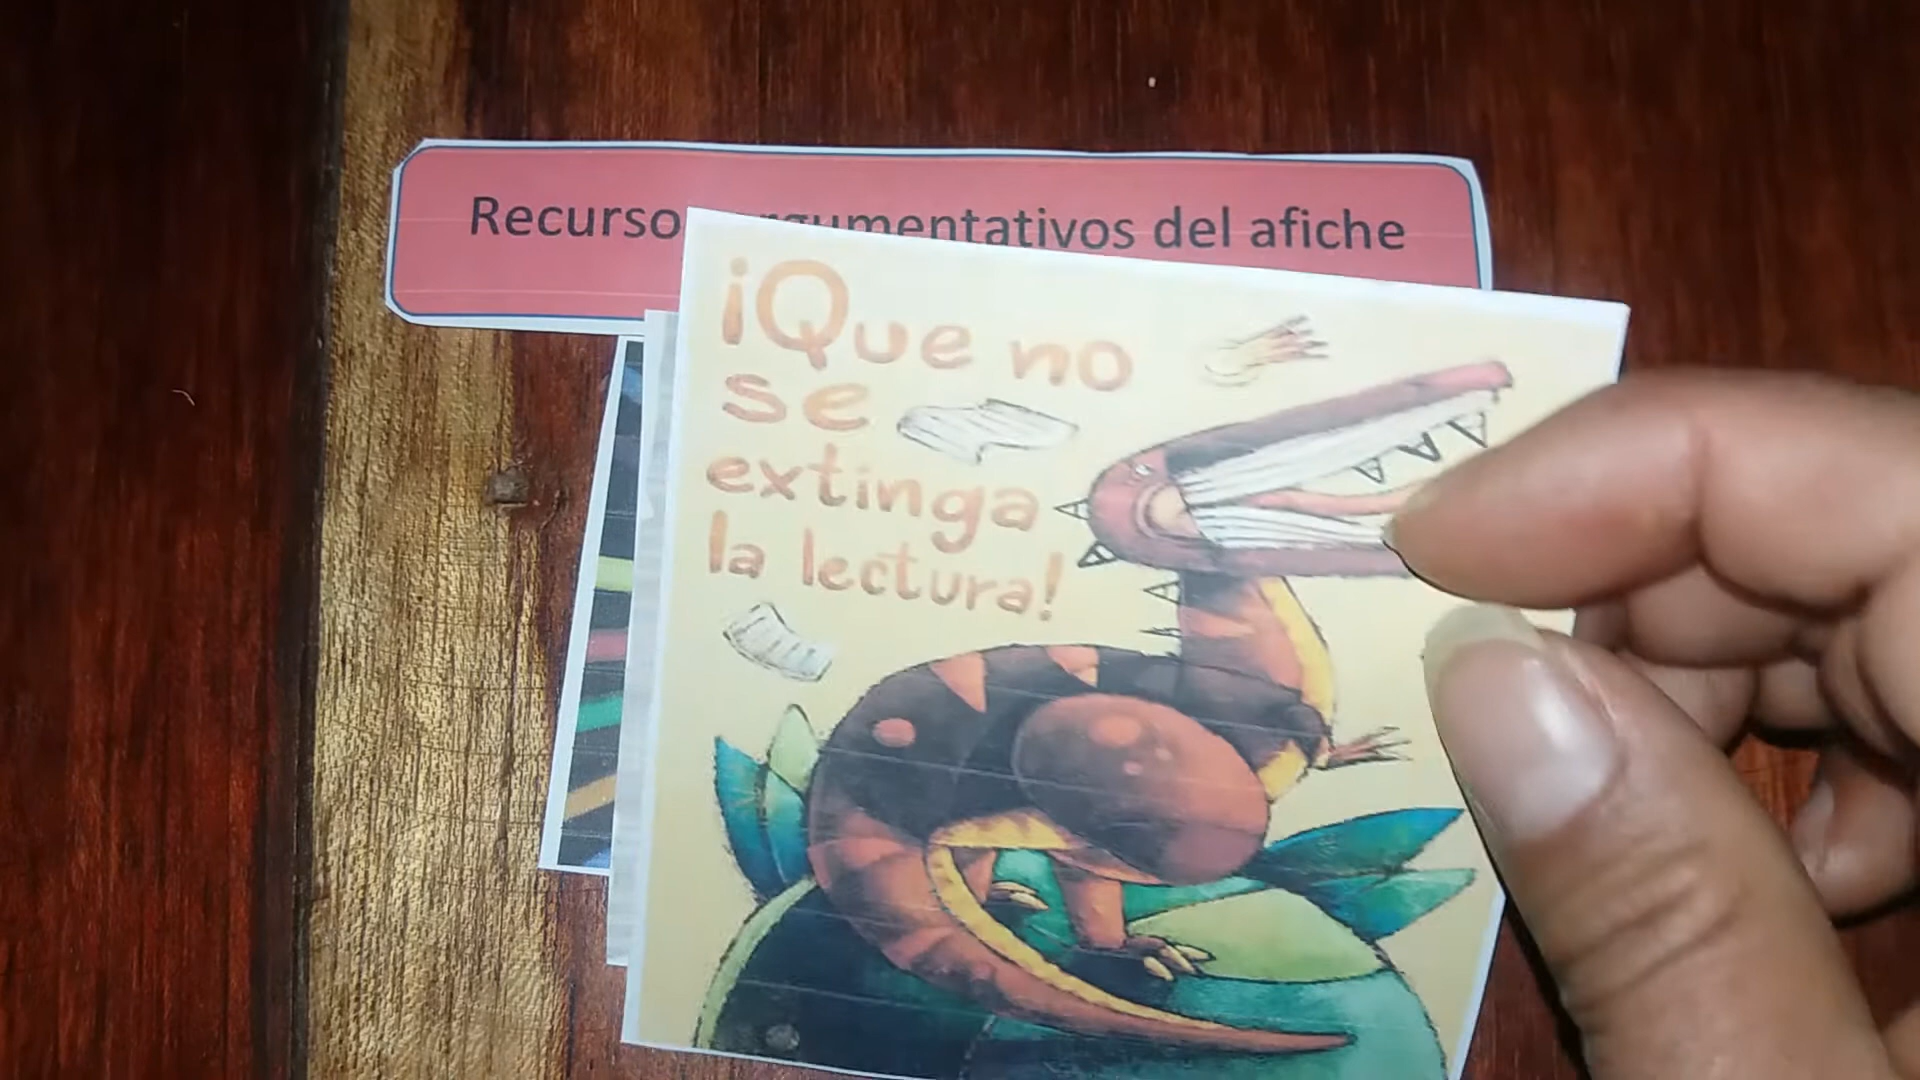 Recursos argumentativos del afiche
¡Que no
se
extinga
la lectura!